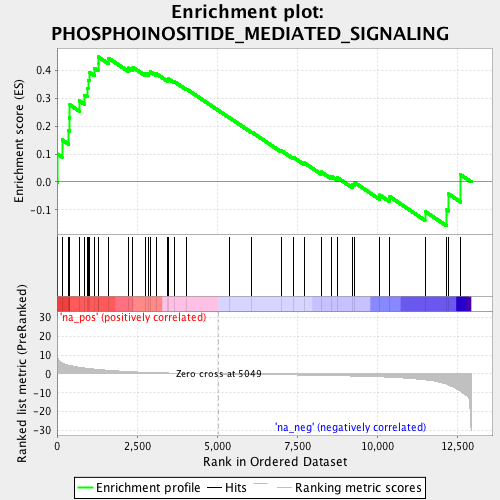 Enrichment plot:
PHOSPHOINOSITIDE_MEDIATED_SIGNALING
Enrichment score (ES)
0.4
0.3
0.2
0.1
0.0
-0.1
'na_pos' (positively correlated)
Ranked list metric (PreRanked)
30
20
10
0
-10
-20
-30
Zero cross at 5049
'na_neg' (negatively correlated)
0 2,500 5,000 7,500 10,000 12,500
Rank in Ordered Dataset
Enrichment profile Hits Ranking metric scores